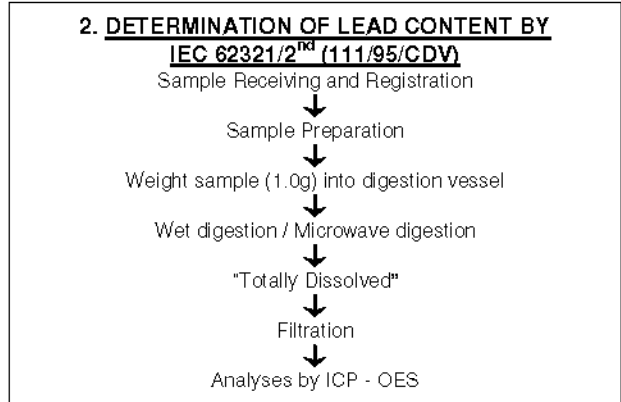 2. DETERMINATION OF LEAD CONTENT BY
IEC 62321/2nd (111/95/CDV)
Sample Receiving and Registration
Sample Preparation
Weight sample (1.0g) into digestion vessel
Wet digestion / Microwave digestion
"Totally Dissolved"
Filtration
Analyses by ICP - OES